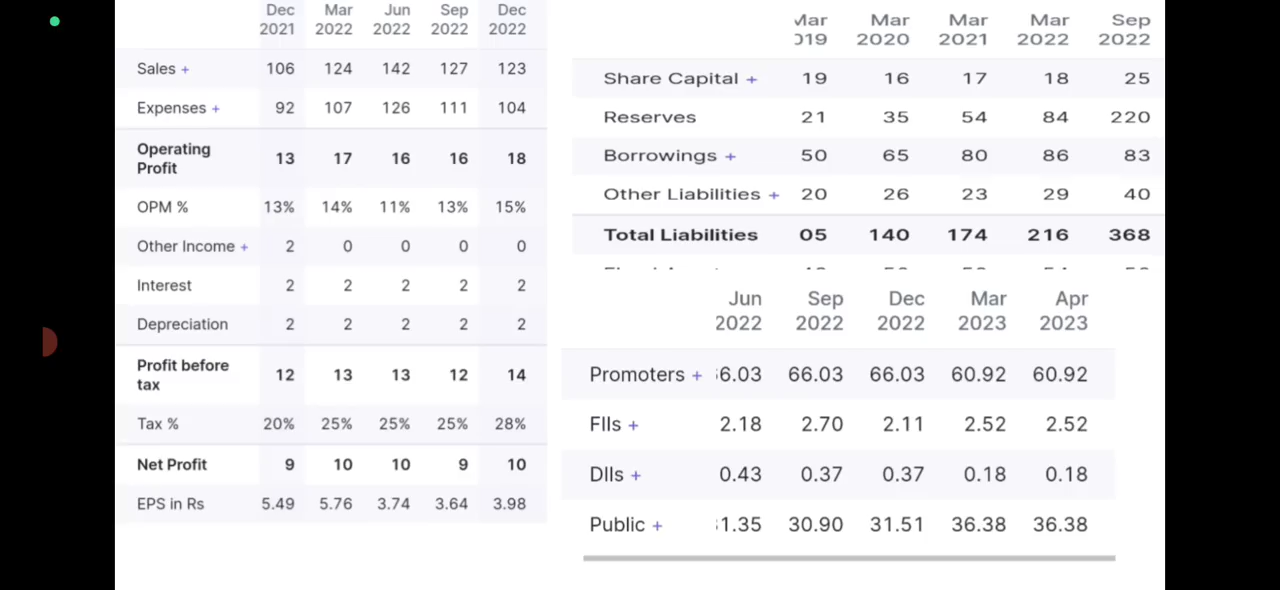 Dec Mar Jun Sep Dec
2021 2022 2022 2022 2022
Sales + 106 124 142 127 123
Expenses + 92 107 126 111 104
Operating
Profit 13 17 16 16 18
OPM % 13% 14% 11% 13% 15%
Other Income + 2 0 0 0 0
Interest 2 2 2 2 2
Depreciation 2 2 2 2 2
Profit before
tax 12 13 13 12 14
Tax % 20% 25% 25% 25% 28%
Net Profit 9 10 10 9 10
EPS in Rs 5.49 5.76 3.74 3.64 3.98
Mar Mar Mar Mar Sep
019 2020 2021 2022 2022
Share Capital + 19 16 17 18 25
Reserves 21 35 54 84 220
Borrowings + 50 65 80 86 83
Other Liabilities + 20 26 23 29 40
Total Liabilities 05 140 174 216 368
Jun Sep Dec Mar Apr
2022 2022 2022 2023 2023
Promoters + 6.03 66.03 66.03 60.92 60.92
FIIs + 2.18 2.70 2.11 2.52 2.52
DIIs + 0.43 0.37 0.37 0.18 0.18
Public + 1.35 30.90 31.51 36.38 36.38